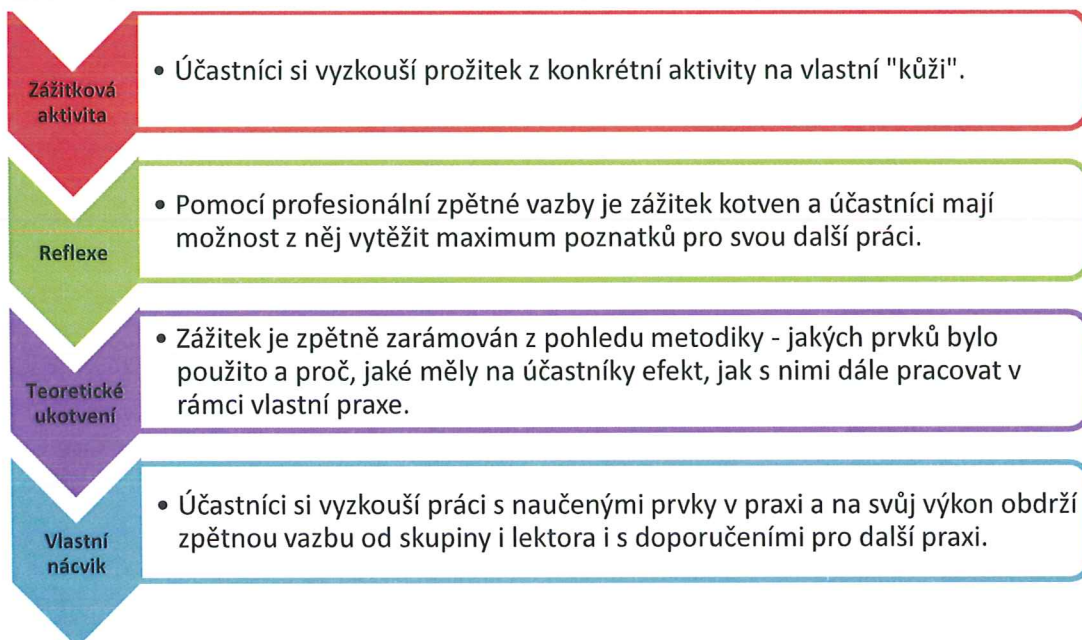 Zážitková
aktivita
• Účastníci si vyzkouší prožitek z konkrétní aktivity na vlastní "kůži".
Reflexe
• Pomocí profesionální zpětné vazby je zážitek kotven a účastníci mají
možnost z něj vytěžit maximum poznatků pro svou další práci.
Teoretické
ukotvení
• Zážitek je zpětně zarámován z pohledu metodiky - jakých prvků bylo
použito a proč, jaké měly na účastníky efekt, jak s nimi dále pracovat v
rámci vlastní praxe.
Vlastní
nácvik
• Účastníci si vyzkouší práci s naučenými prvky v praxi a na svůj výkon obdrží
zpětnou vazbu od skupiny i lektora i s doporučeními pro další praxi.